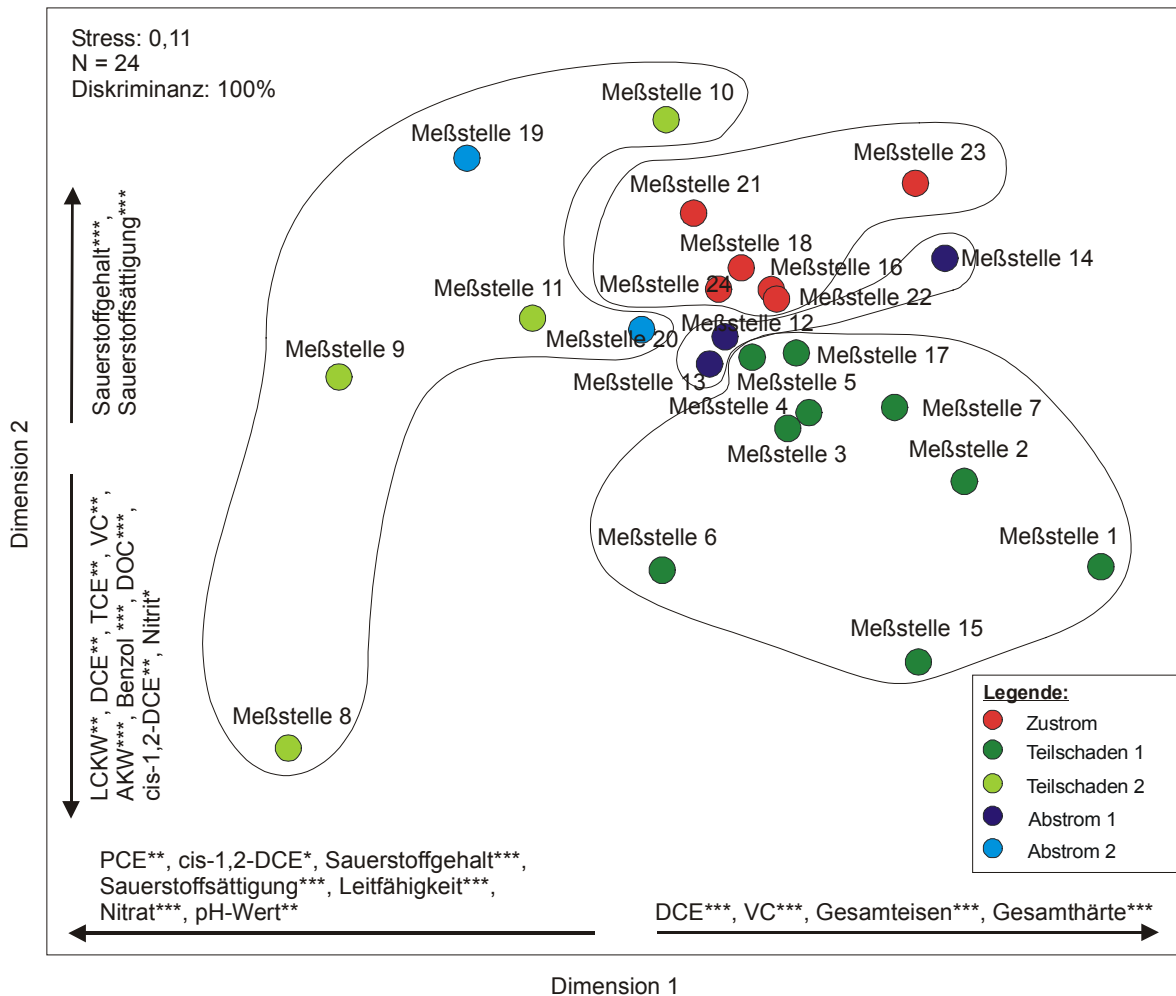 Stress: 0,11
N = 24
Diskriminanz: 100%
Meßstelle 10
Meßstelle 19
Meßstelle 23
Meßstelle 21
Meßstelle 18
Meßstelle 14
Meßstelle 16
Meßstelle 24
Meßstelle 11
Meßstelle 22
Meßstelle 12
Meßstelle 20
Meßstelle 9
Meßstelle 17
Meßstelle 13
Meßstelle 5
Meßstelle 4
Meßstelle 7
Meßstelle 3
Meßstelle 2
Meßstelle 6
Meßstelle 1
Meßstelle 15
Meßstelle 8
Sauerstoffgehalt***,
Sauerstoffsättigung***
Dimension 2
LCKW**, DCE**, TCE**, VC**,
AKW***, Benzol ***, DOC***,
cis-1,2-DCE**, Nitrit*
Legende:
Zustrom
Teilschaden 1
Teilschaden 2
Abstrom 1
Abstrom 2
PCE**, cis-1,2-DCE*, Sauerstoffgehalt***,
Sauerstoffsättigung***, Leitfähigkeit***,
Nitrat***, pH-Wert**
DCE***, VC***, Gesamteisen***, Gesamthärte***
Dimension 1